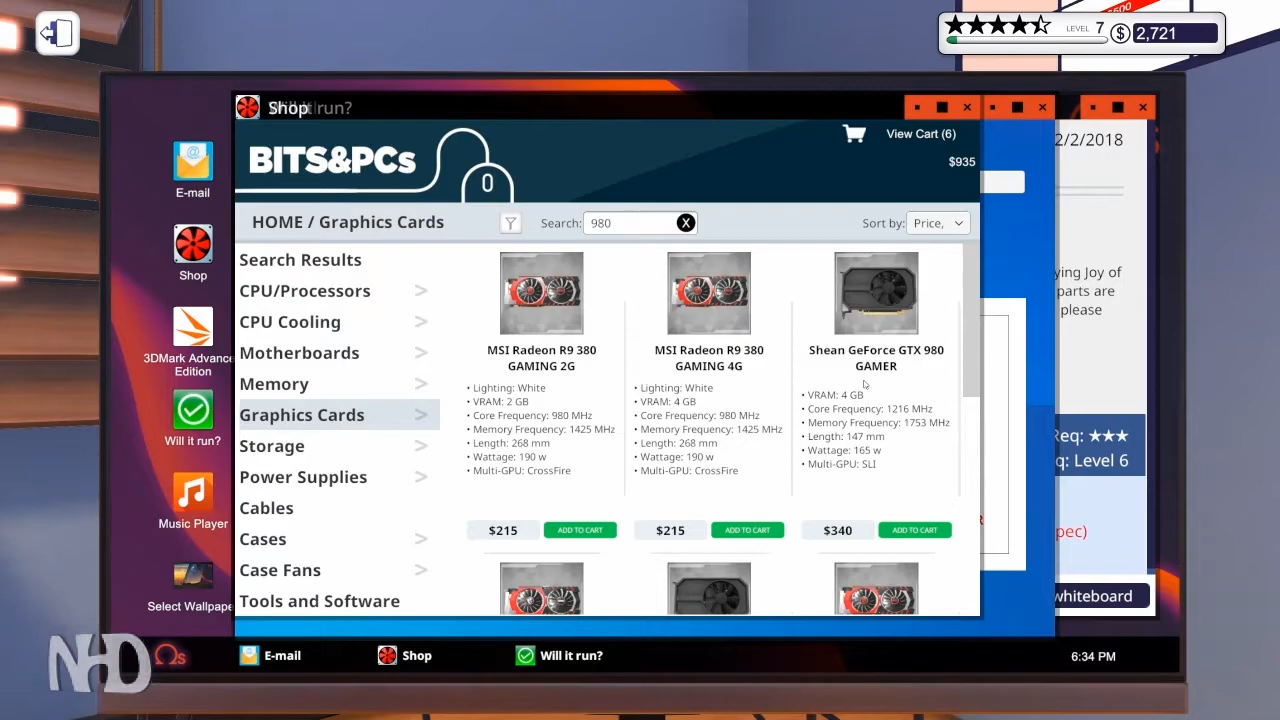 $600
LEVEL 7
$ 2,721
Shop
run?
BITS&PCs
View Cart (6)
$935
2/2/2018
HOME / Graphics Cards
Search:
980
X
Sort by:
Price,
E-mail
Shop
3DMark Advance
Edition
Will it run?
Music Player
Select Wallpape
Search Results
CPU/Processors >
CPU Cooling >
Motherboards >
Memory >
Graphics Cards >
Storage >
Power Supplies >
Cables
Cases >
Case Fans >
Tools and Software
MSI Radeon R9 380
GAMING 2G
• Lighting: White
• VRAM: 2 GB
• Core Frequency: 980 MHz
• Memory Frequency: 1425 MHz
• Length: 268 mm
• Wattage: 190 w
• Multi-GPU: CrossFire
$215
ADD TO CART
MSI Radeon R9 380
GAMING 4G
• Lighting: White
• VRAM: 4 GB
• Core Frequency: 980 MHz
• Memory Frequency: 1425 MHz
• Length: 268 mm
• Wattage: 190 w
• Multi-GPU: CrossFire
$215
ADD TO CART
Shean GeForce GTX 980
GAMER
• VRAM: 4 GB
• Core Frequency: 1216 MHz
• Memory Frequency: 1753 MHz
• Length: 147 mm
• Wattage: 165 w
• Multi-GPU: SLI
$340
ADD TO CART
ying Joy of
parts are
please
Req: ★★★
q: Level 6
pec)
whiteboard
NHD
Ωs
E-mail
Shop
Will it run?
6:34 PM